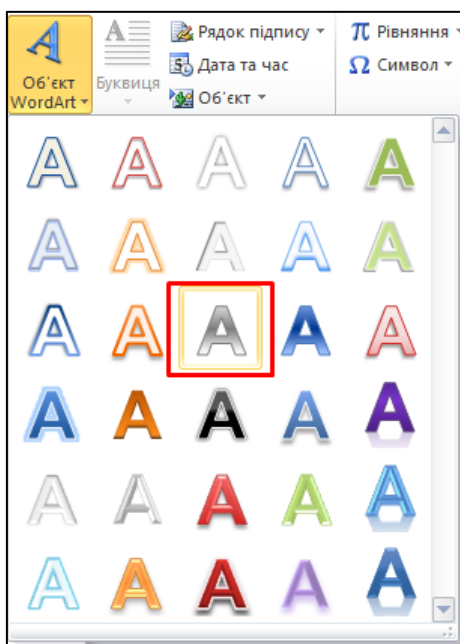 Об'єкт
WordArt
Буквиця
Рядок підпису
Дата та час
Об'єкт
π Рівняння
Ω Символ
A A A A A
A A A A A
A A A A A
A A A A A
A A A A A
A A A A A